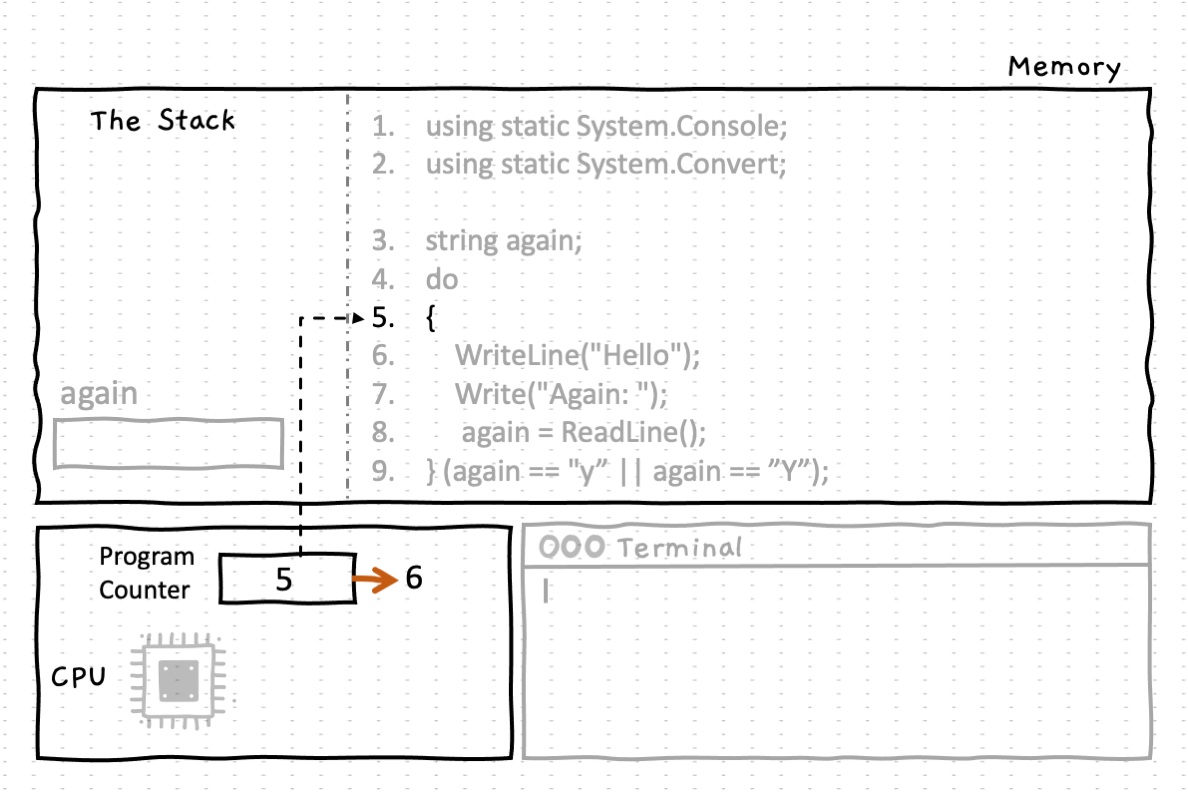 Memory
The Stack
1. using static System.Console;
2. using static System.Convert;
3. string again;
4. do
5. {
6. WriteLine("Hello");
7. Write("Again: ");
8. again = ReadLine();
9. } (again == "y” || again == ”Y”);
again
Program
Counter
5
6
CPU
Terminal